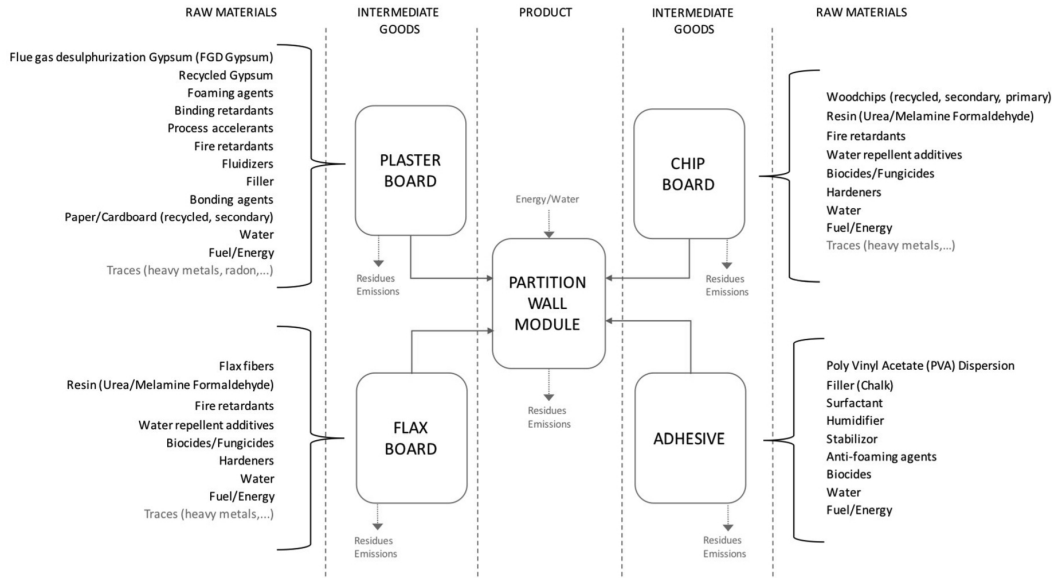 RAW MATERIALS
INTERMEDIATE
GOODS
PRODUCT
INTERMEDIATE
GOODS
RAW MATERIALS
Flue gas desulphurization Gypsum (FGD Gypsum)
Recycled Gypsum
Foaming agents
Binding retardants
Process accelerants
Fire retardants
Fluidizers
Filler
Bonding agents
Paper/Cardboard (recycled, secondary)
Water
Fuel/Energy
Traces (heavy metals, radon,...)
PLASTER
BOARD
Residues
Emissions
Energy/Water
PARTITION
WALL
MODULE
Residues
Emissions
CHIP
BOARD
Residues
Emissions
Woodchips (recycled, secondary, primary)
Resin (Urea/Melamine Formaldehyde)
Fire retardants
Water repellent additives
Biocides/Fungicides
Hardeners
Water
Fuel/Energy
Traces (heavy metals,...)
Flax fibers
Resin (Urea/Melamine Formaldehyde)
Fire retardants
Water repellent additives
Biocides/Fungicides
Hardeners
Water
Fuel/Energy
Traces (heavy metals,...)
FLAX
BOARD
Residues
Emissions
ADHESIVE
Residues
Emissions
Poly Vinyl Acetate (PVA) Dispersion
Filler (Chalk)
Surfactant
Humidifier
Stabilizor
Anti-foaming agents
Biocides
Water
Fuel/Energy